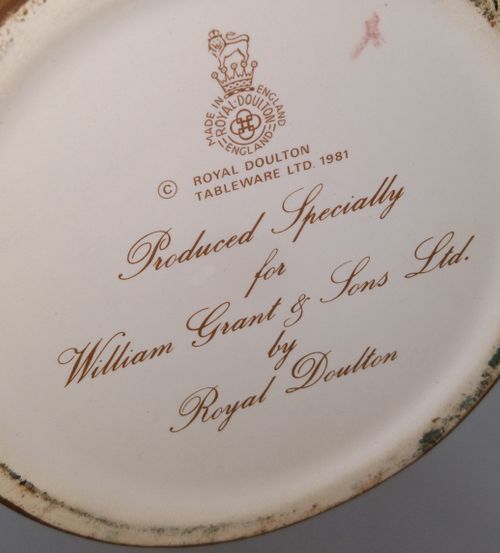 MADE IN ENGLAND
ROYAL·DOULTON
ENGLAND
© ROYAL DOULTON
TABLEWARE LTD. 1981
Produced Specially
for
William Grant & Sons Ltd.
by
Royal Doulton